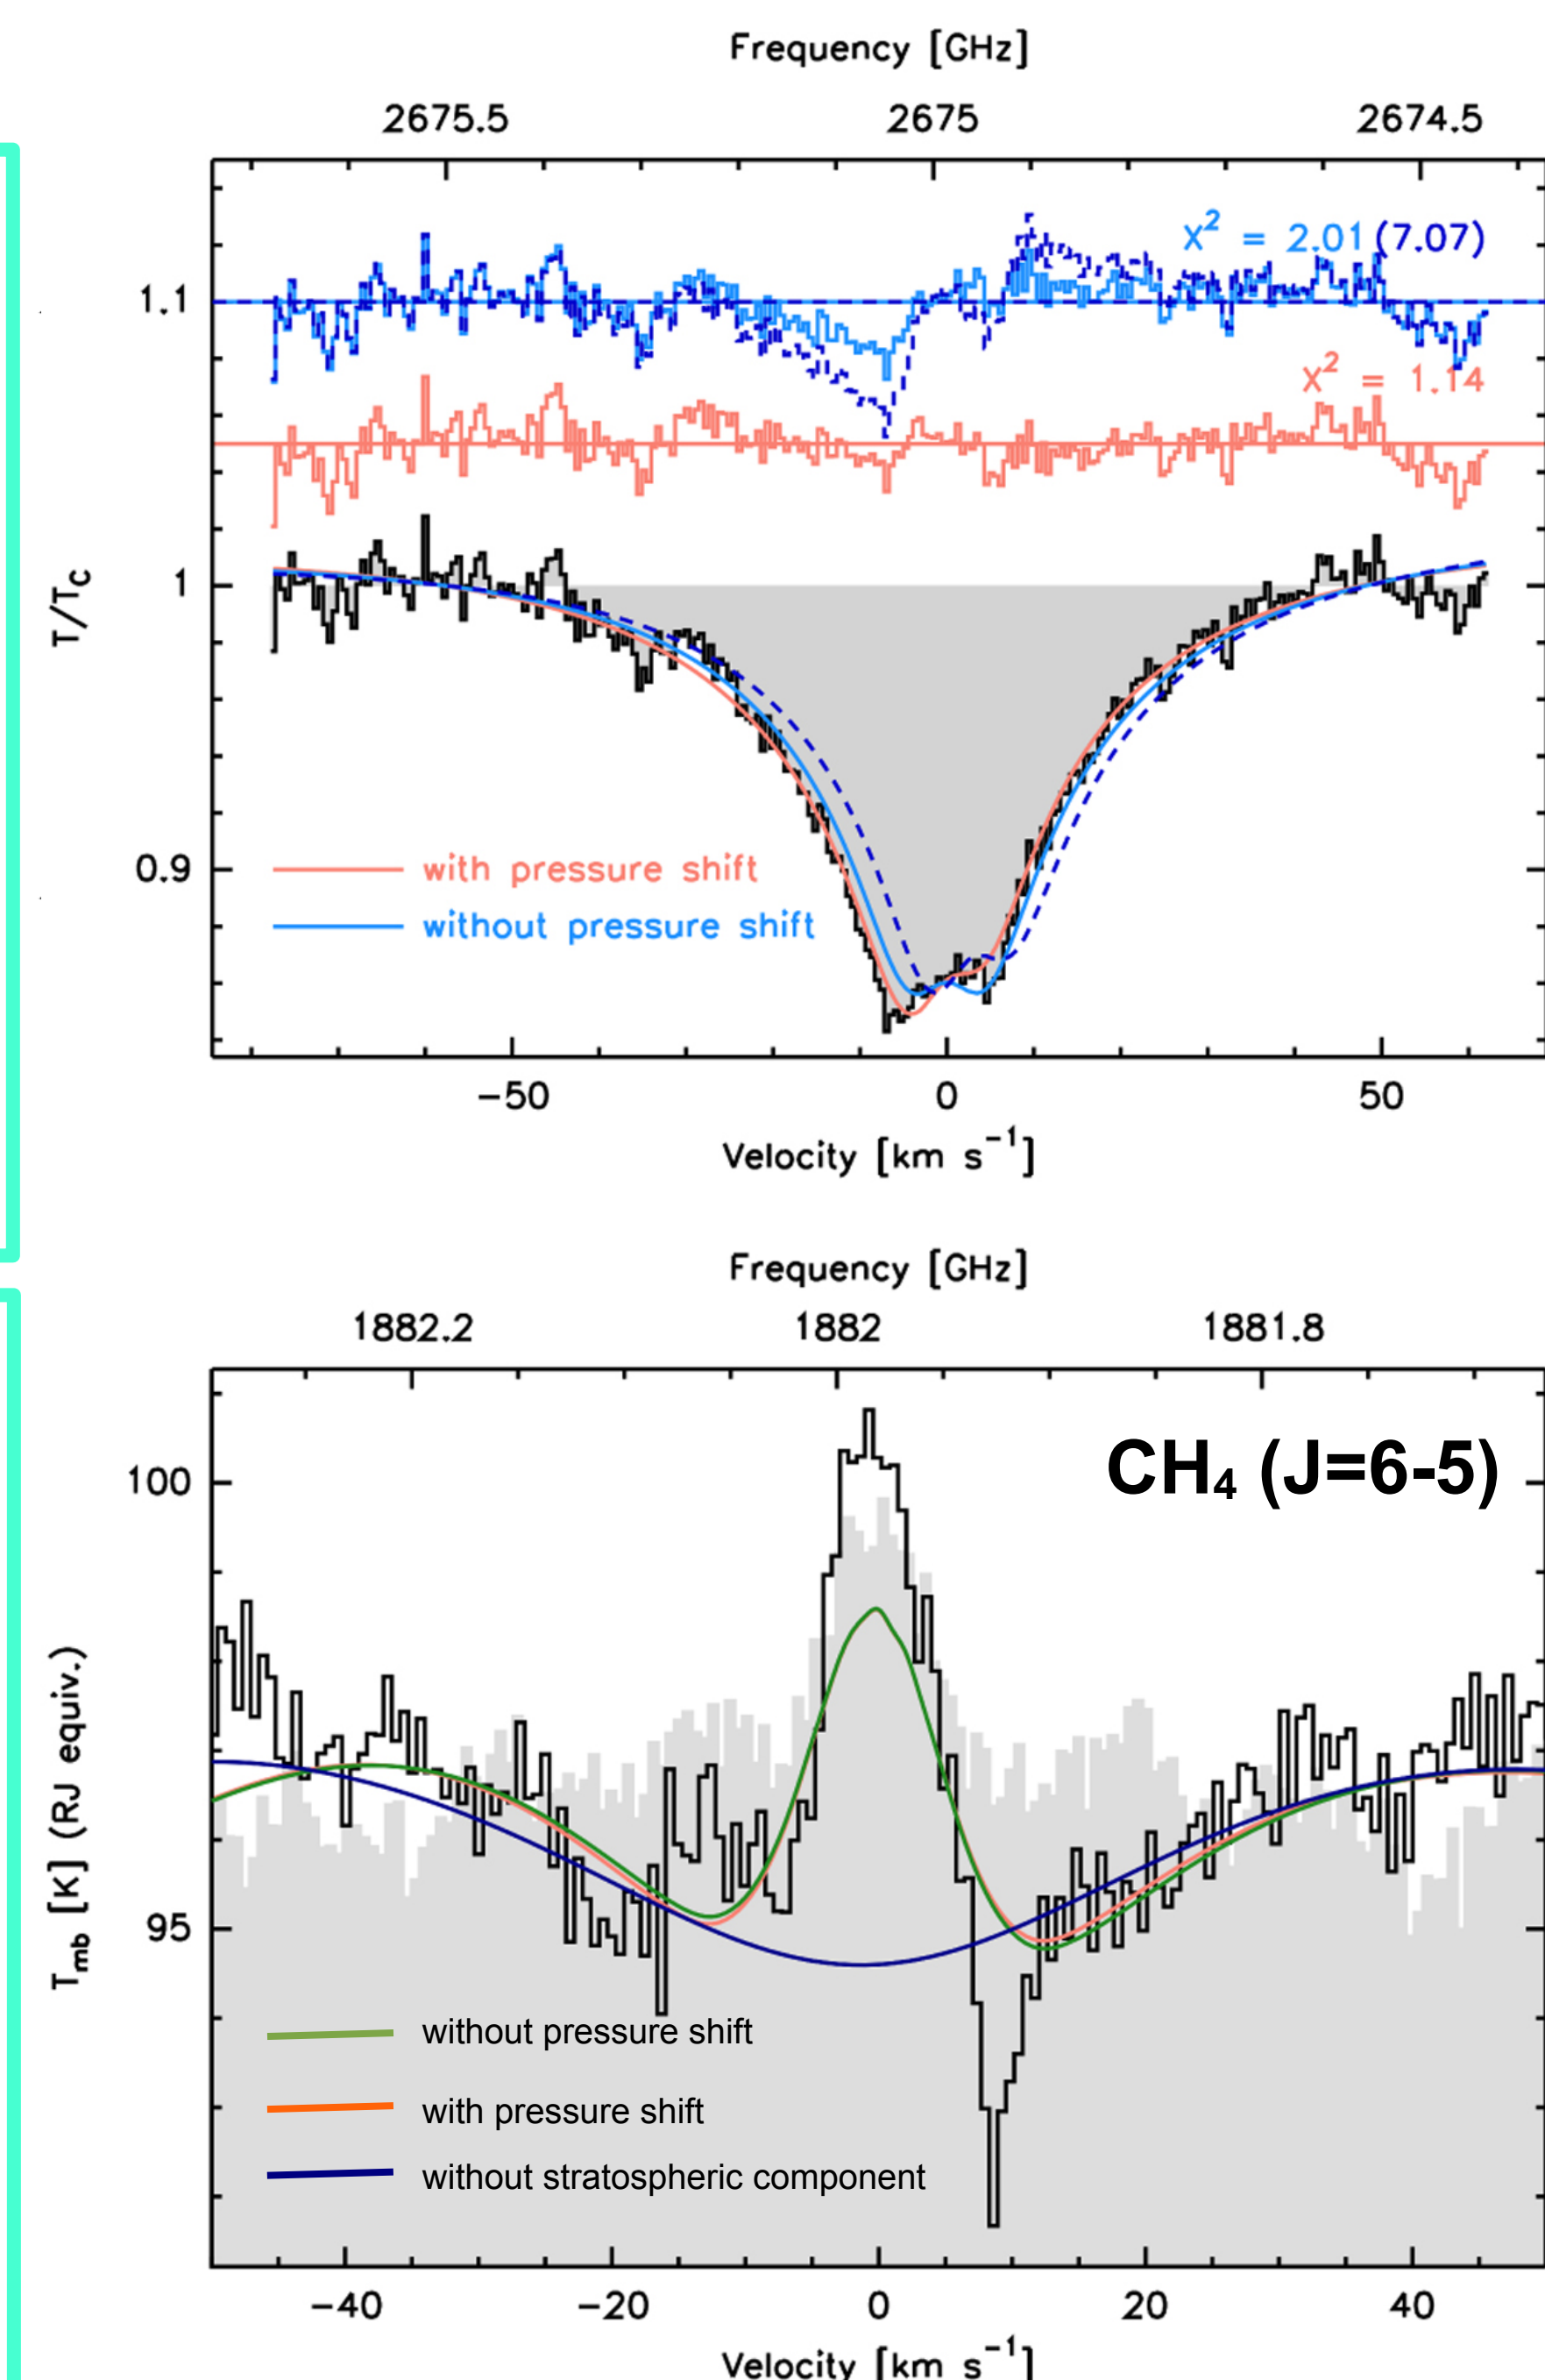 Frequency [GHz]
2675.5 2675 2674.5
χ² = 2.01 (7.07)
1.1
χ² = 1.14
1
T/Tc
0.9
with pressure shift
without pressure shift
−50 0 50
Velocity [km s⁻¹]
Frequency [GHz]
1882.2 1882 1881.8
100
CH₄ (J=6-5)
Tmb [K] (RJ equiv.)
95
without pressure shift
with pressure shift
without stratospheric component
−40 −20 0 20 40
Velocity [km s⁻¹]